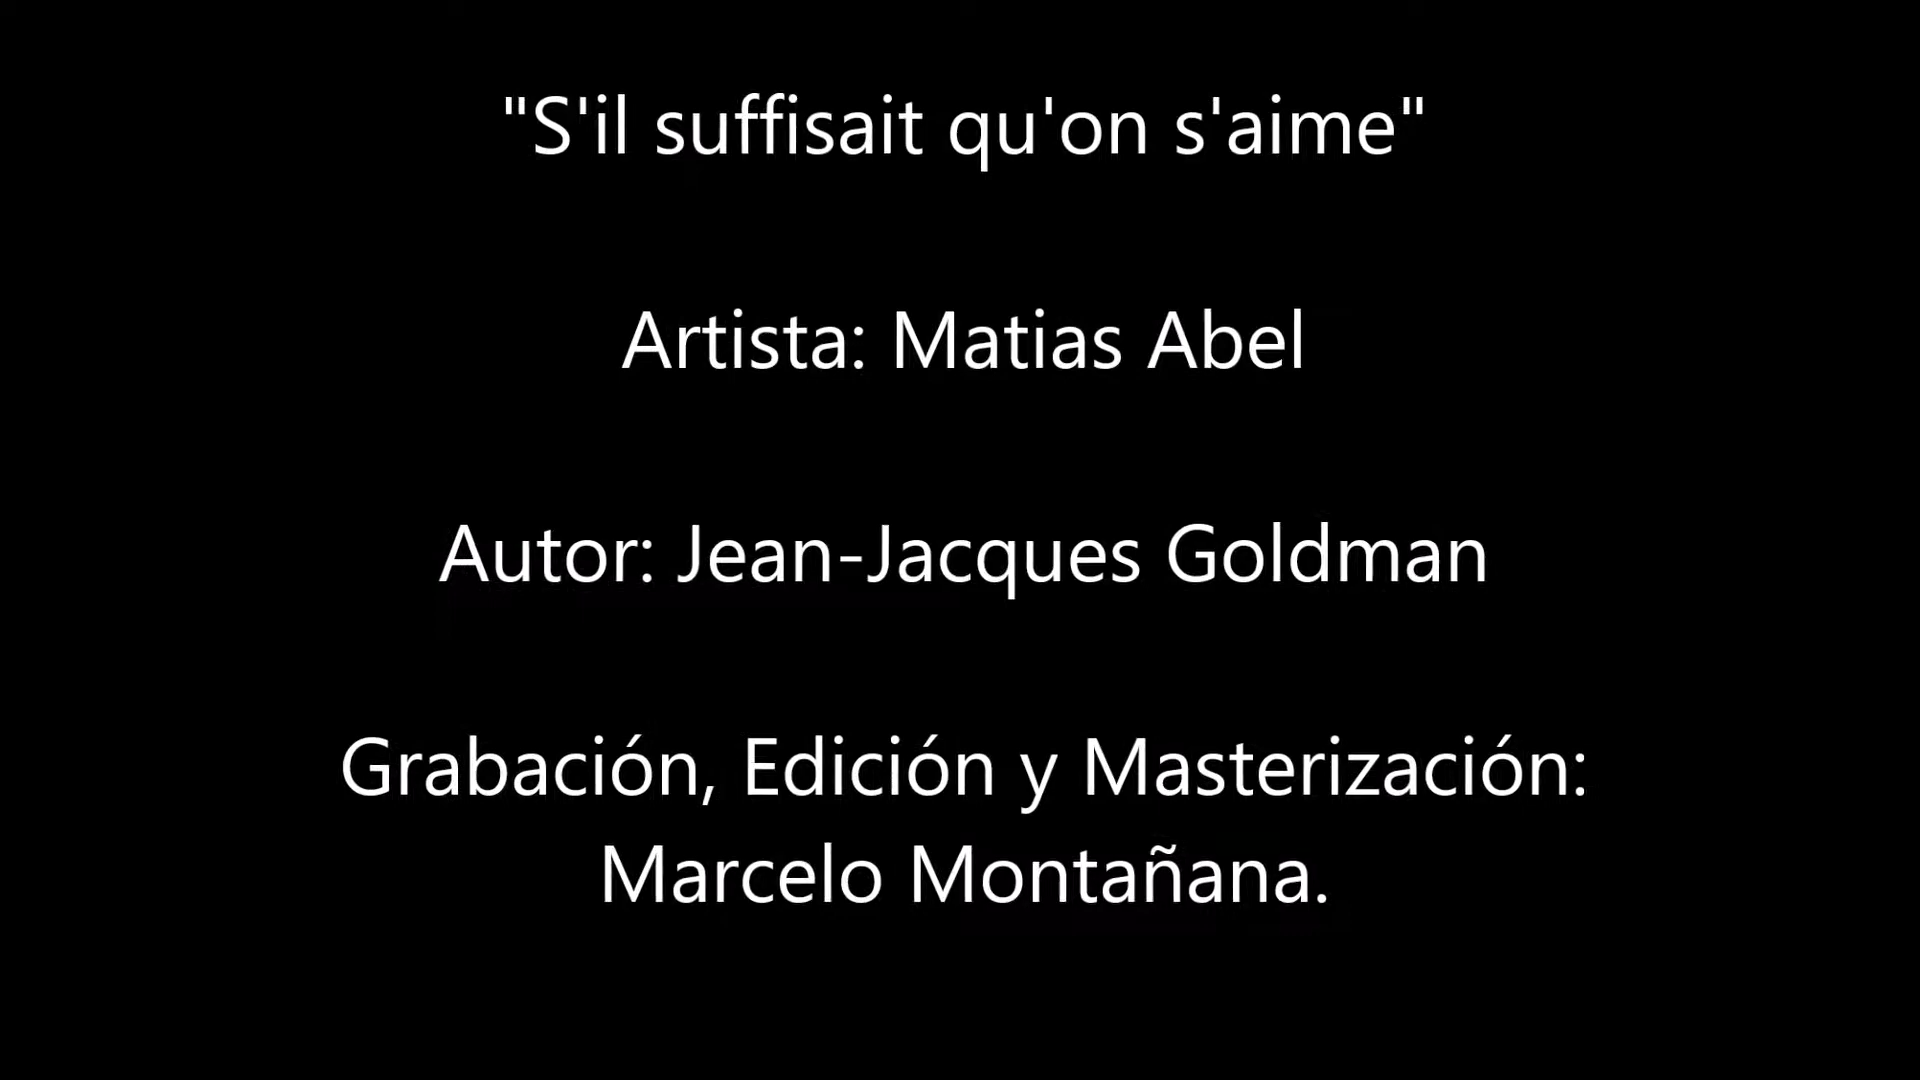 "S'il suffisait qu'on s'aime"
Artista: Matias Abel
Autor: Jean-Jacques Goldman
Grabación, Edición y Masterización:
Marcelo Montañana.